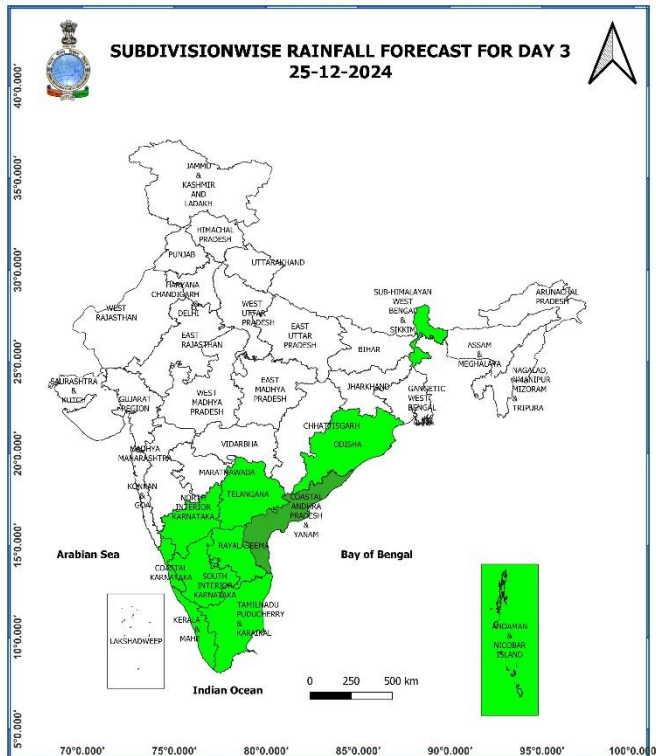 SUBDIVISIONWISE RAINFALL FORECAST FOR DAY 3
25-12-2024
40°0.000'
35°0.000'
30°0.000'
25°0.000'
20°0.000'
15°0.000'
10°0.000'
5°0.000'
JAMMU
&
KASHMIR
AND
LADAKH
HIMACHAL
PRADESH
PUNJAB
UTTARAKHAND
HARYANA
CHANDIGARH
&
DELHI
WEST
RAJASTHAN
WEST
UTTAR
PRADESH
EAST
RAJASTHAN
EAST
UTTAR
PRADESH
SUB-HIMALAYAN
WEST
BENGAL
&
SIKKIM
ARUNACHAL
PRADESH
BIHAR
ASSAM
&
MEGHALAYA
NAGALAD,
MANIPUR
MIZORAM
&
TRIPURA
SAURASHTRA
&
KUTCH
GUJARAT
REGION
WEST
MADHYA
PRADESH
EAST
MADHYA
PRADESH
JHARKHAND
GANGETIC
WEST
BENGAL
CHHATTISGARH
ODISHA
VIDARBHA
MADHYA
MAHARASHTRA
MARATHAWADA
KONKAN
&
GOA
TELANGANA
NORTH
INTERIOR
KARNATAKA
COASTAL
ANDHRA
PRADESH
&
YANAM
RAYALASEEMA
Arabian Sea
Bay of Bengal
COASTAL
KARNATAKA
SOUTH
INTERIOR
KARNATAKA
TAMILNADU
PUDUCHERRY
&
KARAIKAL
KERALA
&
MAHE
LAKSHADWEEP
ANDAMAN
&
NICOBAR
ISLAND
Indian Ocean
0 250 500 km
70°0.000' 75°0.000' 80°0.000' 85°0.000' 90°0.000' 95°0.000' 100°0.000'